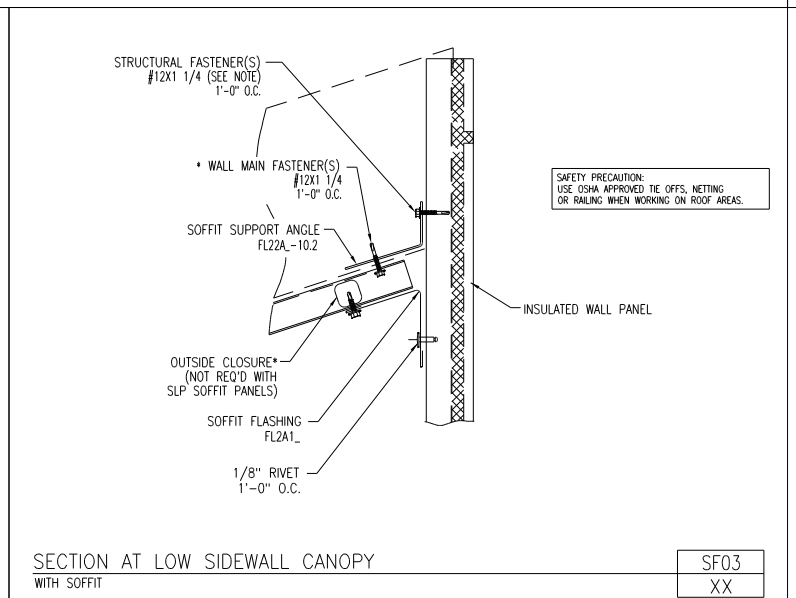 STRUCTURAL FASTENER(S)
#12X1 1/4 (SEE NOTE)
1'-0" O.C.
* WALL MAIN FASTENER(S)
#12X1 1/4
1'-0" O.C.
SOFFIT SUPPORT ANGLE
FL22A_-10.2
SAFETY PRECAUTION:
USE OSHA APPROVED TIE OFFS, NETTING
OR RAILING WHEN WORKING ON ROOF AREAS.
INSULATED WALL PANEL
OUTSIDE CLOSURE*
(NOT REQ'D WITH
SLP SOFFIT PANELS)
SOFFIT FLASHING
FL2A1_
1/8" RIVET
1'-0" O.C.
SECTION AT LOW SIDEWALL CANOPY
WITH SOFFIT
SF03
XX